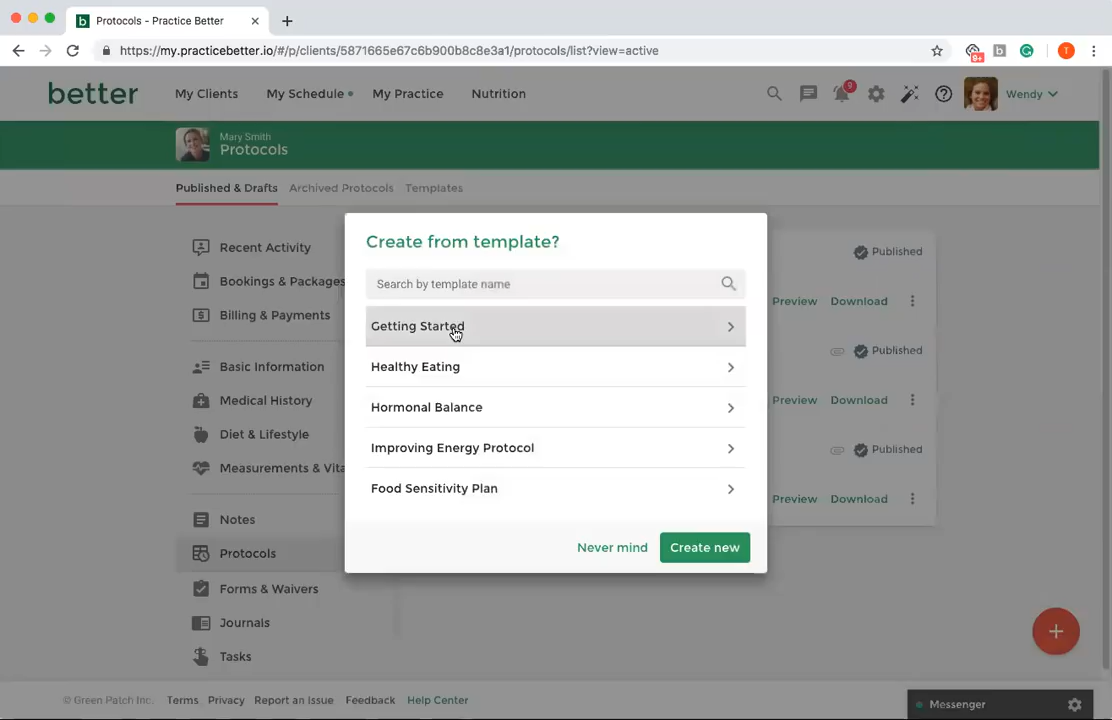 Protocols - Practice Better
https://my.practicebetter.io/#/p/clients/5871665e67c6b900b8c8e3a1/protocols/list?view=active
9+
b
T
better
My Clients
My Schedule
My Practice
Nutrition
9
Wendy
Mary Smith
Protocols
Published & Drafts
Archived Protocols
Templates
Recent Activity
Bookings & Packages
Billing & Payments
Basic Information
Medical History
Diet & Lifestyle
Measurements & Vita
Notes
Protocols
Forms & Waivers
Journals
Tasks
Create from template?
Search by template name
Getting Started
Healthy Eating
Hormonal Balance
Improving Energy Protocol
Food Sensitivity Plan
Never mind
Create new
Published
Preview
Download
Published
Preview
Download
Published
Preview
Download
© Green Patch Inc.
Terms
Privacy
Report an Issue
Feedback
Help Center
Messenger